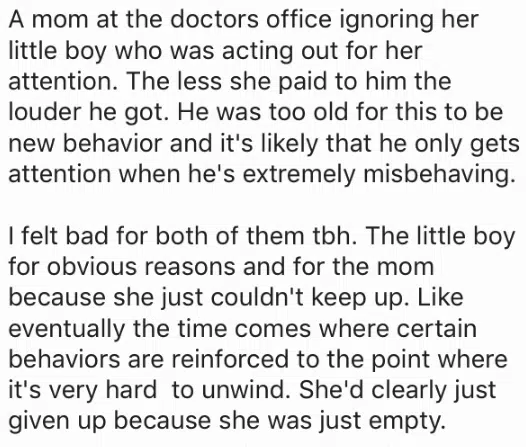 A mom at the doctors office ignoring her
little boy who was acting out for her
attention. The less she paid to him the
louder he got. He was too old for this to be
new behavior and it's likely that he only gets
attention when he's extremely misbehaving.
I felt bad for both of them tbh. The little boy
for obvious reasons and for the mom
because she just couldn't keep up. Like
eventually the time comes where certain
behaviors are reinforced to the point where
it's very hard  to unwind. She'd clearly just
given up because she was just empty.